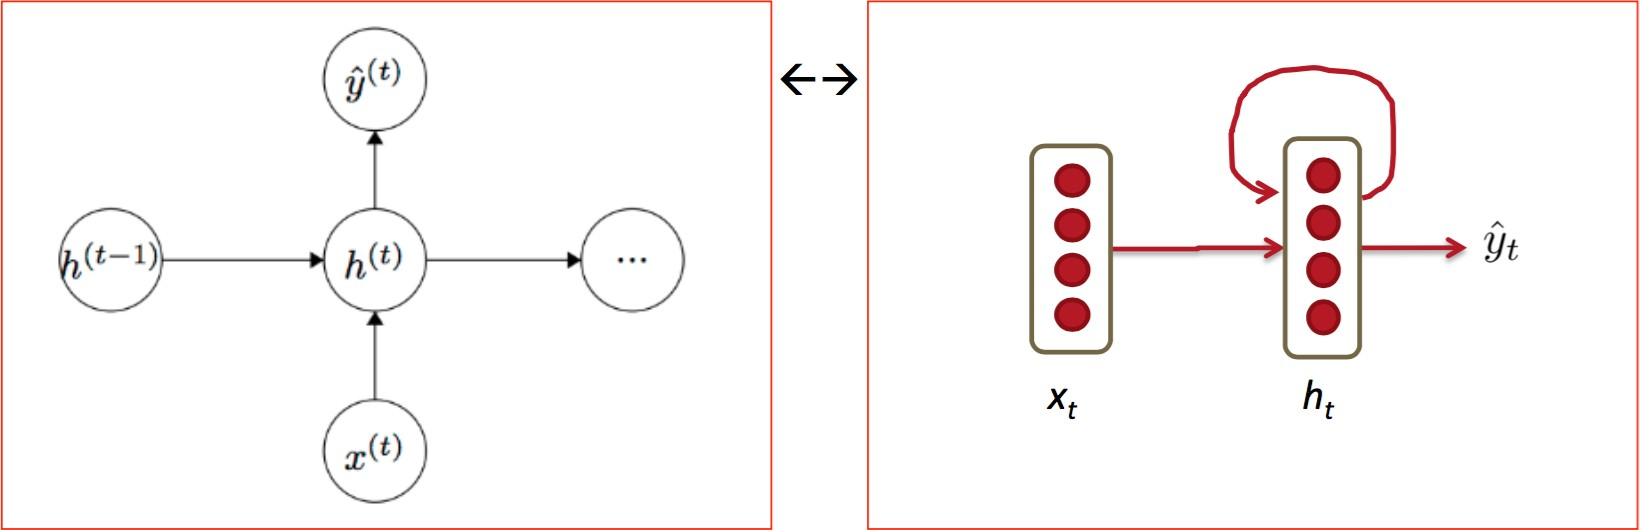 ŷ^(t)
h^(t−1) h^(t) ...
x^(t)
←→
ŷ_t
x_t h_t